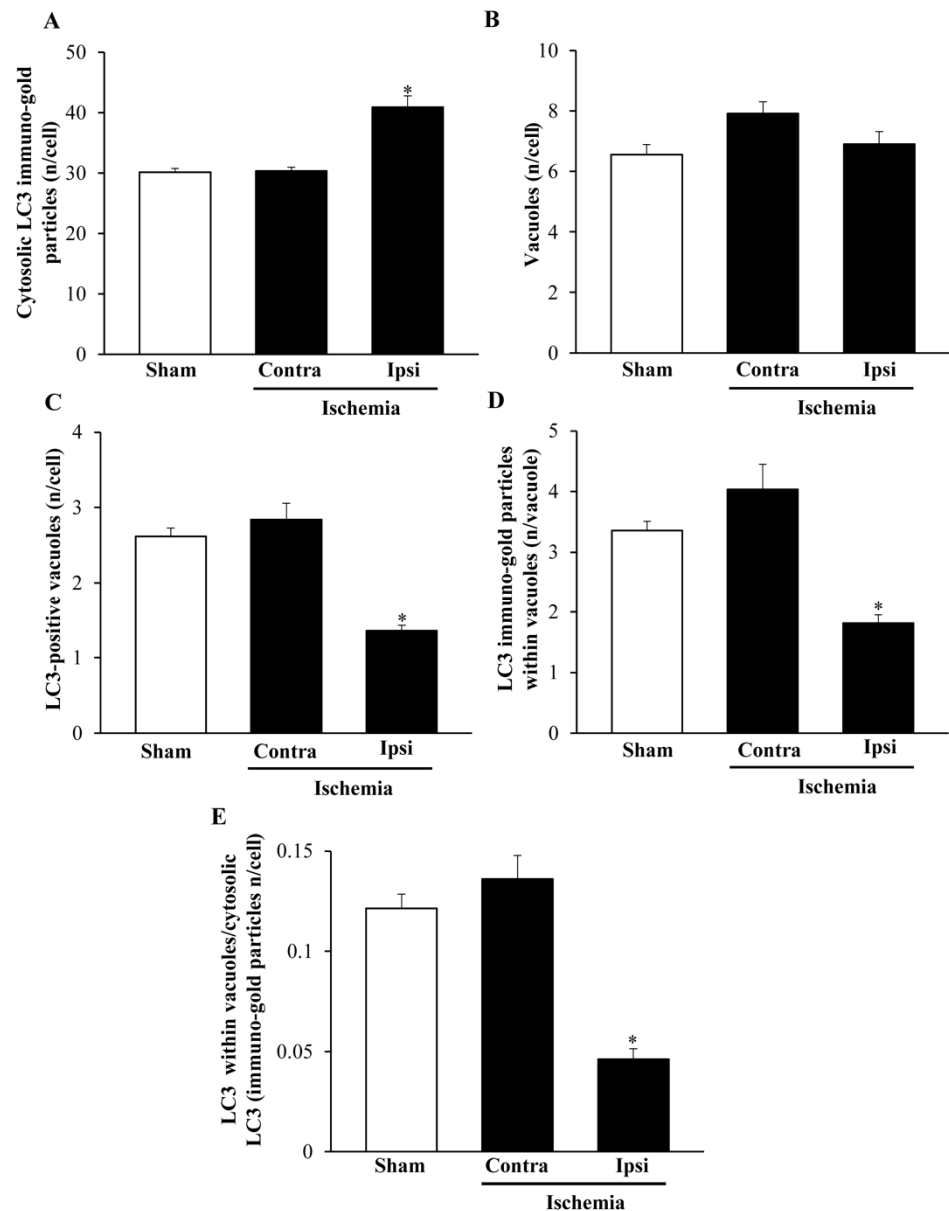 A
Cytosolic LC3 immuno-gold
particles (n/cell)
50
40
30
20
10
0
*
Sham
Contra
Ipsi
Ischemia
B
Vacuoles (n/cell)
10
8
6
4
2
0
Sham
Contra
Ipsi
Ischemia
C
LC3-positive vacuoles (n/cell)
4
3
2
1
0
*
Sham
Contra
Ipsi
Ischemia
D
LC3 immuno-gold particles
within vacuoles (n/vacuole)
5
4
3
2
1
0
*
Sham
Contra
Ipsi
Ischemia
E
LC3 within vacuoles/cytosolic
LC3 (immuno-gold particles n/cell)
0.15
0.1
0.05
0
*
Sham
Contra
Ipsi
Ischemia